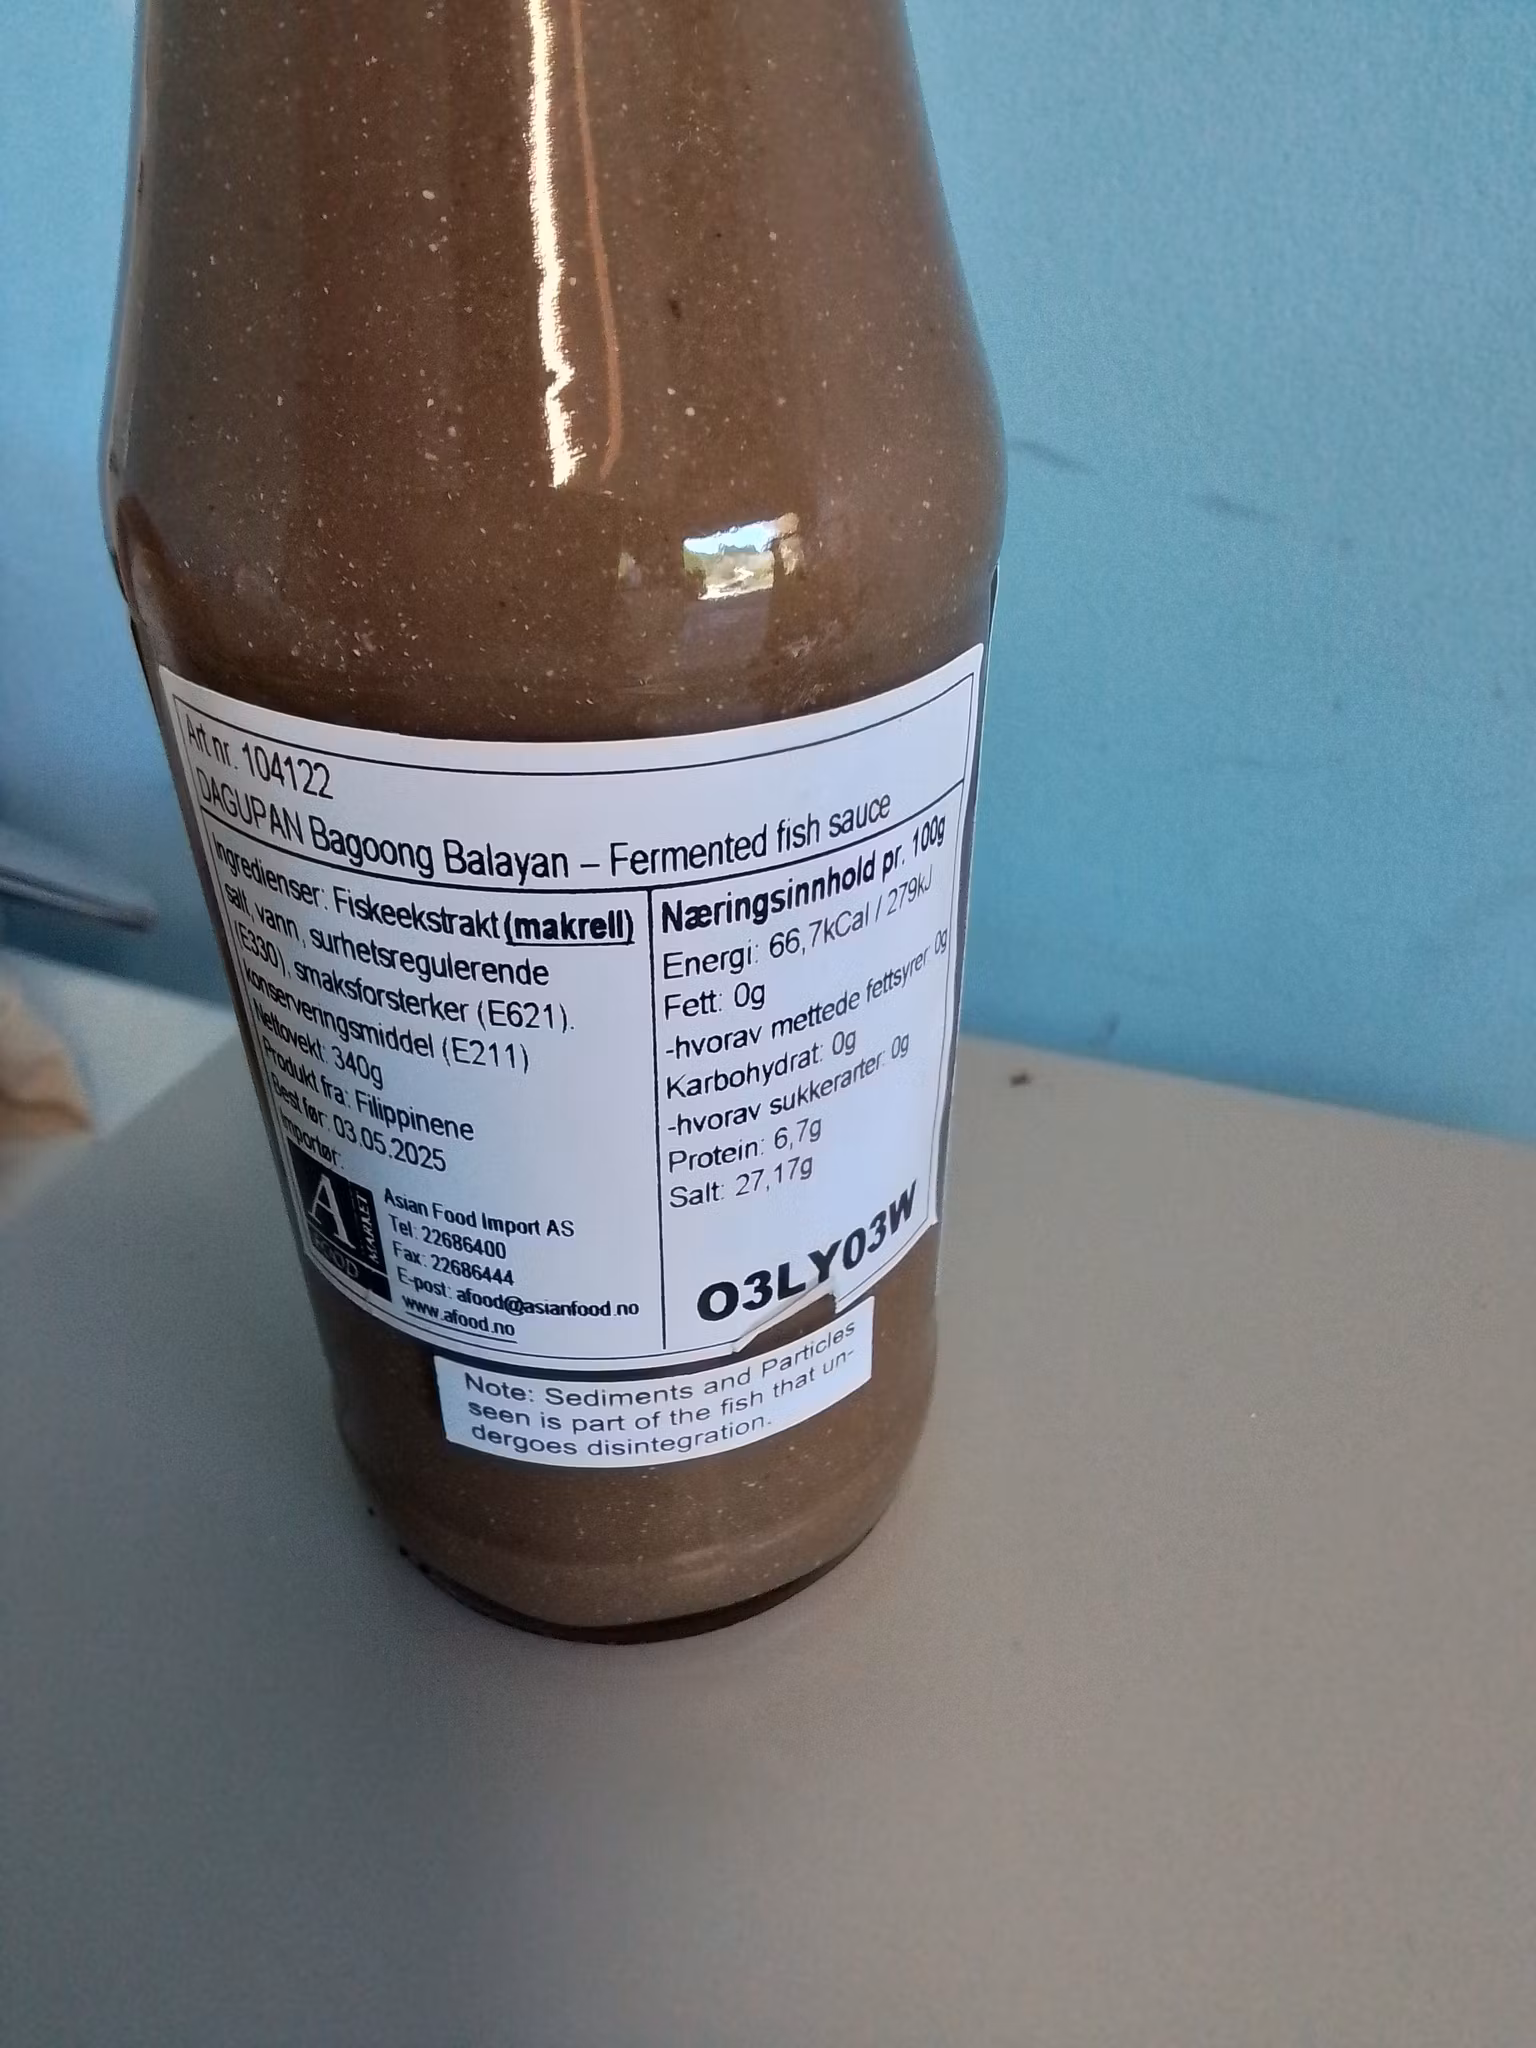 Art nr. 104122
DAGUPAN Bagoong Balayan – Fermented fish sauce
Ingredienser: Fiskeekstrakt (makrell)
salt, vann, surhetsregulerende
(E330), smaksforsterker (E621).
konserveringsmiddel (E211)
Nettovekt: 340g
Produkt fra: Filippinene
Best før: 03.05.2025
Importør:
A
FOOD
MARKET
Asian Food Import AS
Tel: 22686400
Fax: 22686444
E-post: afood@asianfood.no
www.afood.no
Næringsinnhold pr. 100g
Energi: 66,7kCal / 279kJ
Fett: 0g
-hvorav mettede fettsyrer: 0g
Karbohydrat: 0g
-hvorav sukkerarter: 0g
Protein: 6,7g
Salt: 27,17g
O3LY03W
Note: Sediments and Particles
seen is part of the fish that un-
dergoes disintegration.